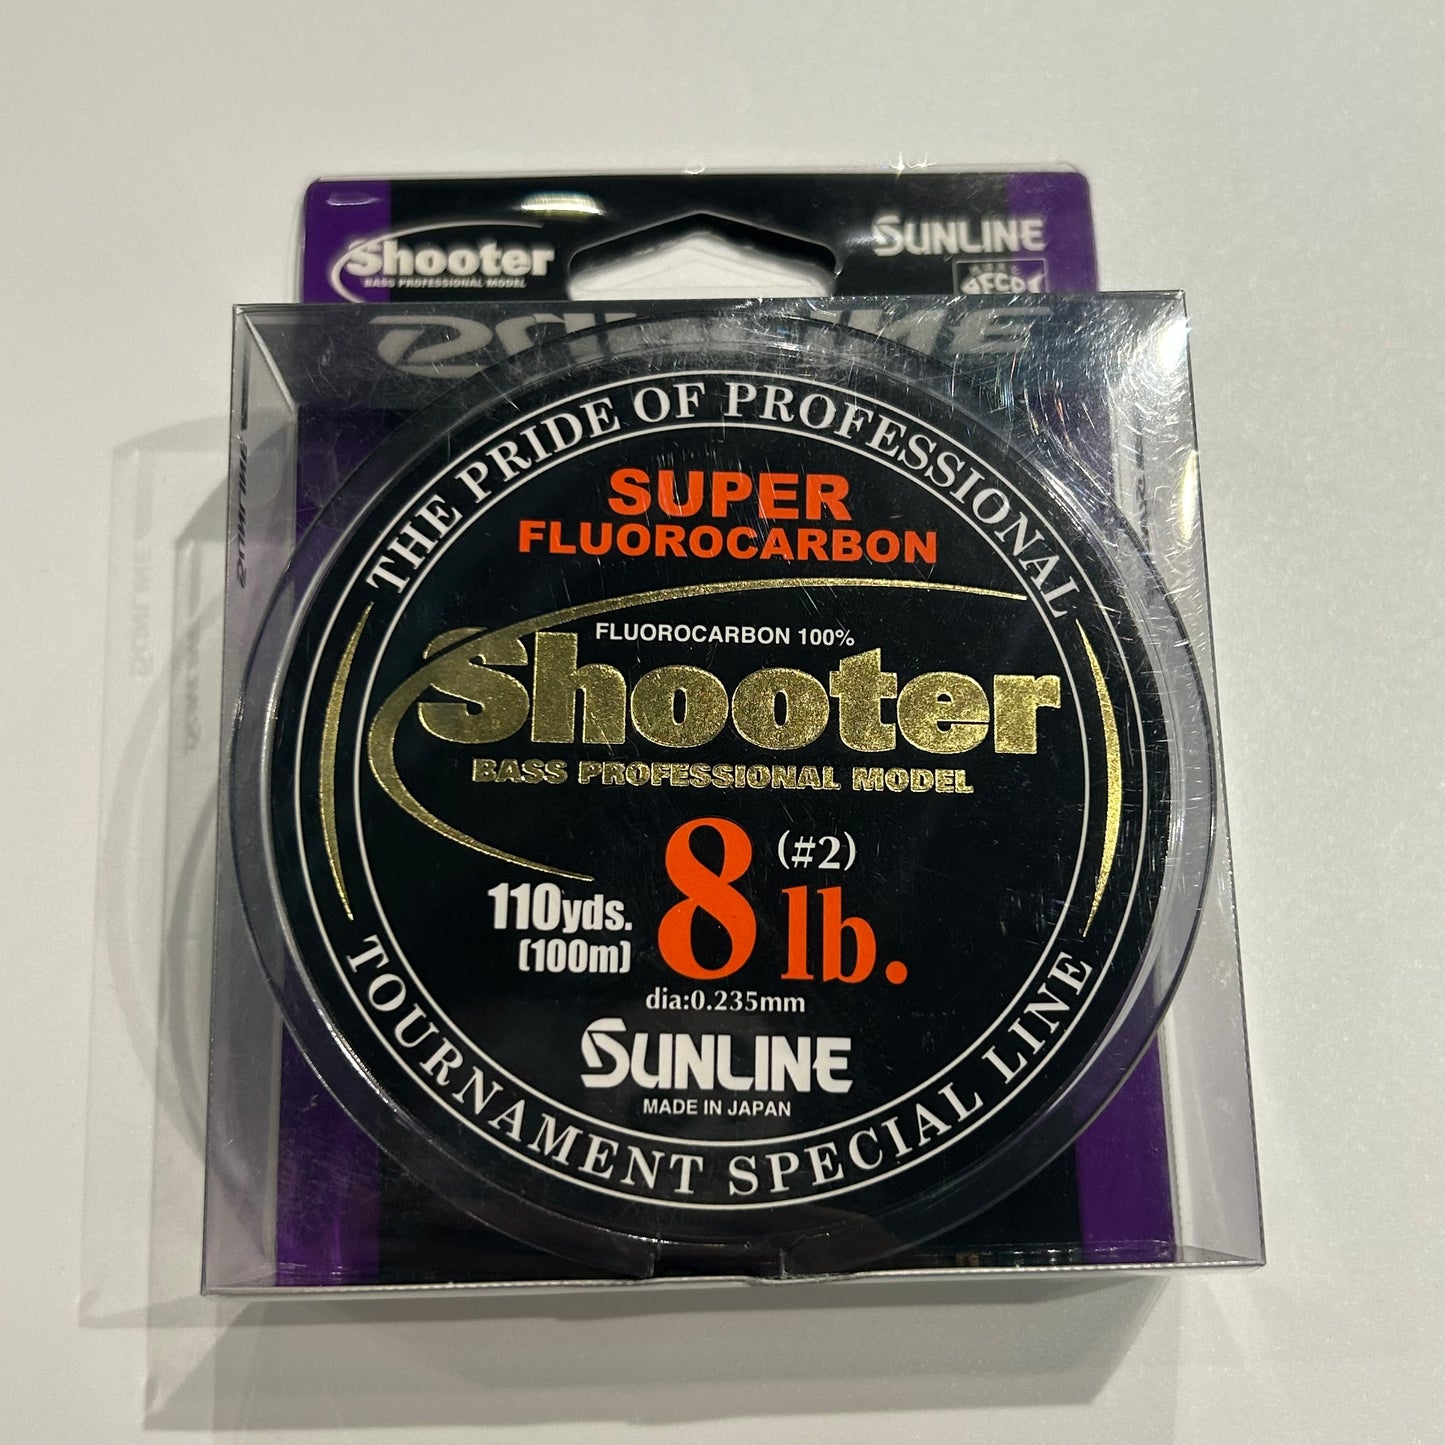 Shooter
BASS PROFESSIONAL MODEL
SUNLINE
THE PRIDE OF PROFESSIONAL
SUPER
FLUOROCARBON
FLUOROCARBON 100%
Shooter
BASS PROFESSIONAL MODEL
110yds.
(100m)
8 lb.
(#2)
dia:0.235mm
SUNLINE
MADE IN JAPAN
TOURNAMENT SPECIAL LINE